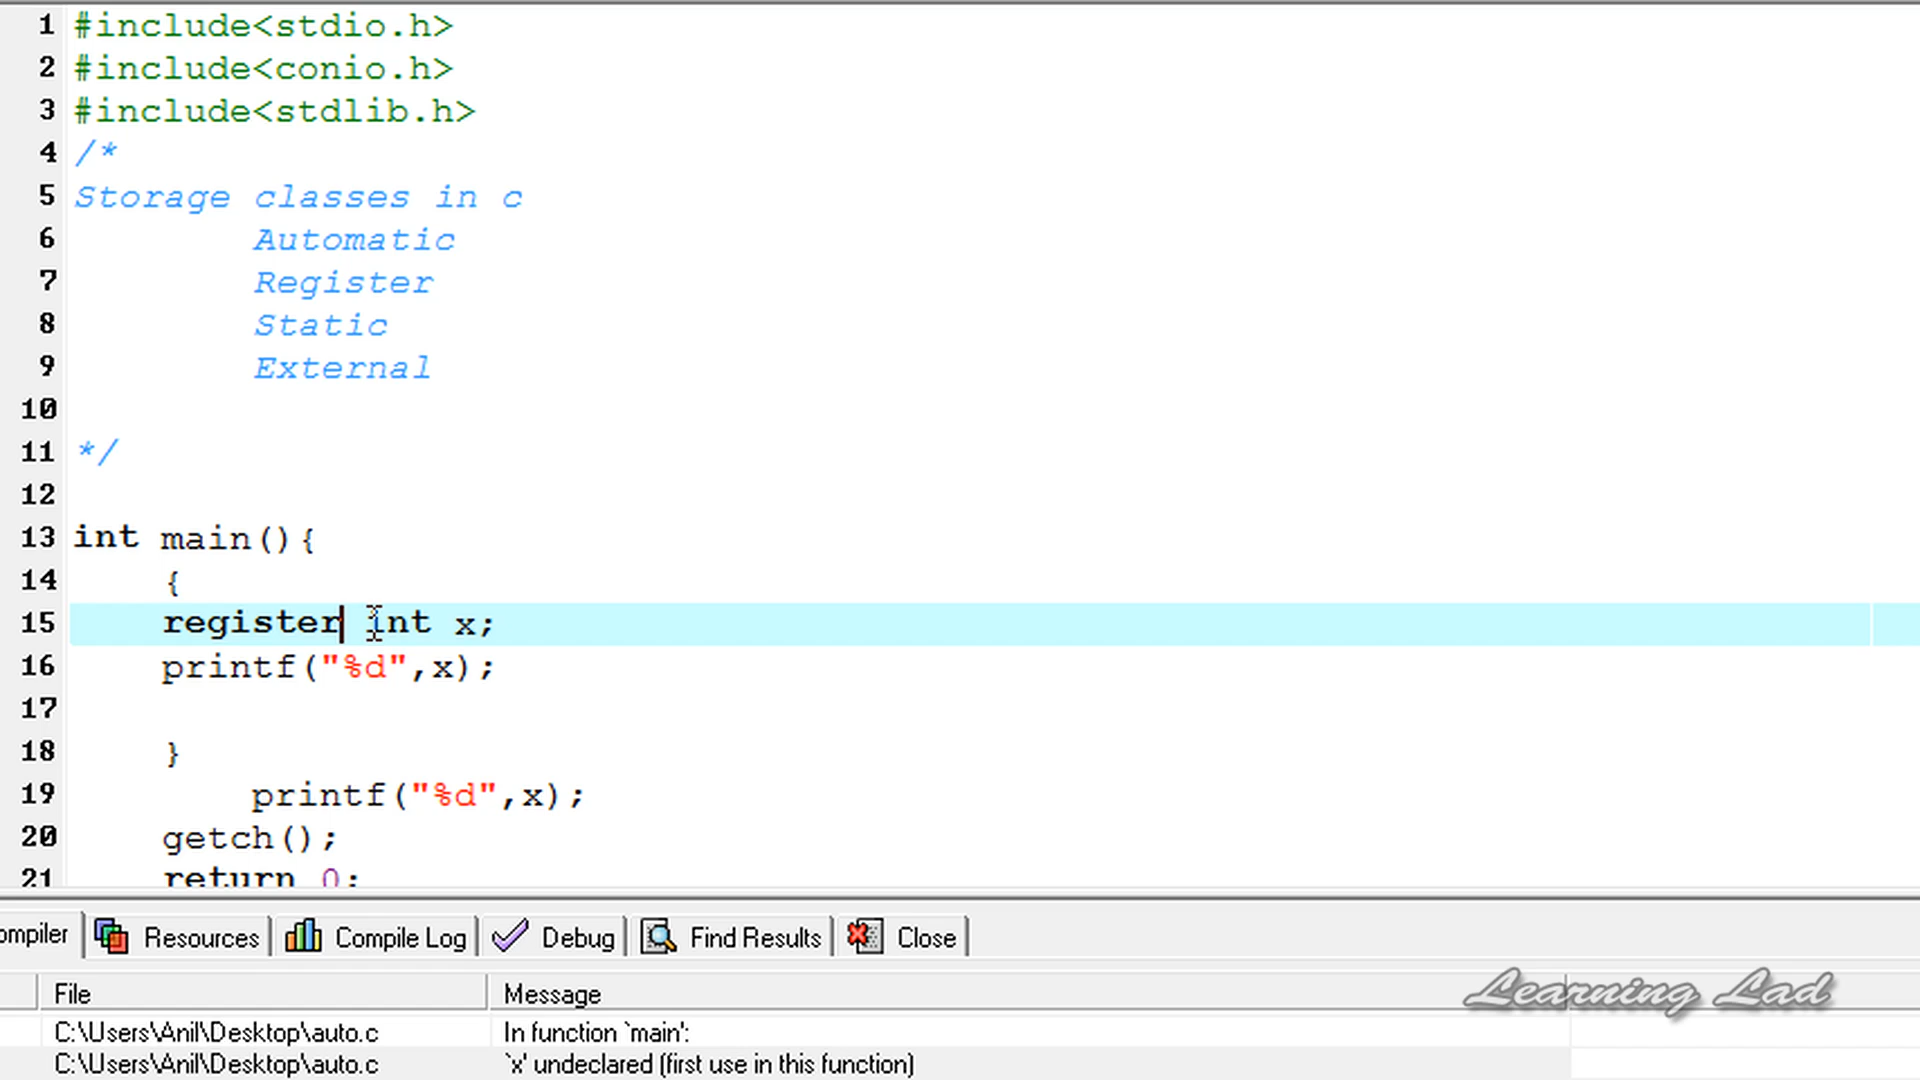 1 #include<stdio.h>
2 #include<conio.h>
3 #include<stdlib.h>
4 /*
5 Storage classes in c
6 Automatic
7 Register
8 Static
9 External
10
11 */
12
13 int main(){
14 {
15 register int x;
16 printf("%d",x);
17
18 }
19 printf("%d",x);
20 getch();
21 return 0;
ompiler Resources Compile Log Debug Find Results Close
File Message
Learning Lad
C:\Users\Anil\Desktop\auto.c In function `main':
C:\Users\Anil\Desktop\auto.c `x' undeclared (first use in this function)